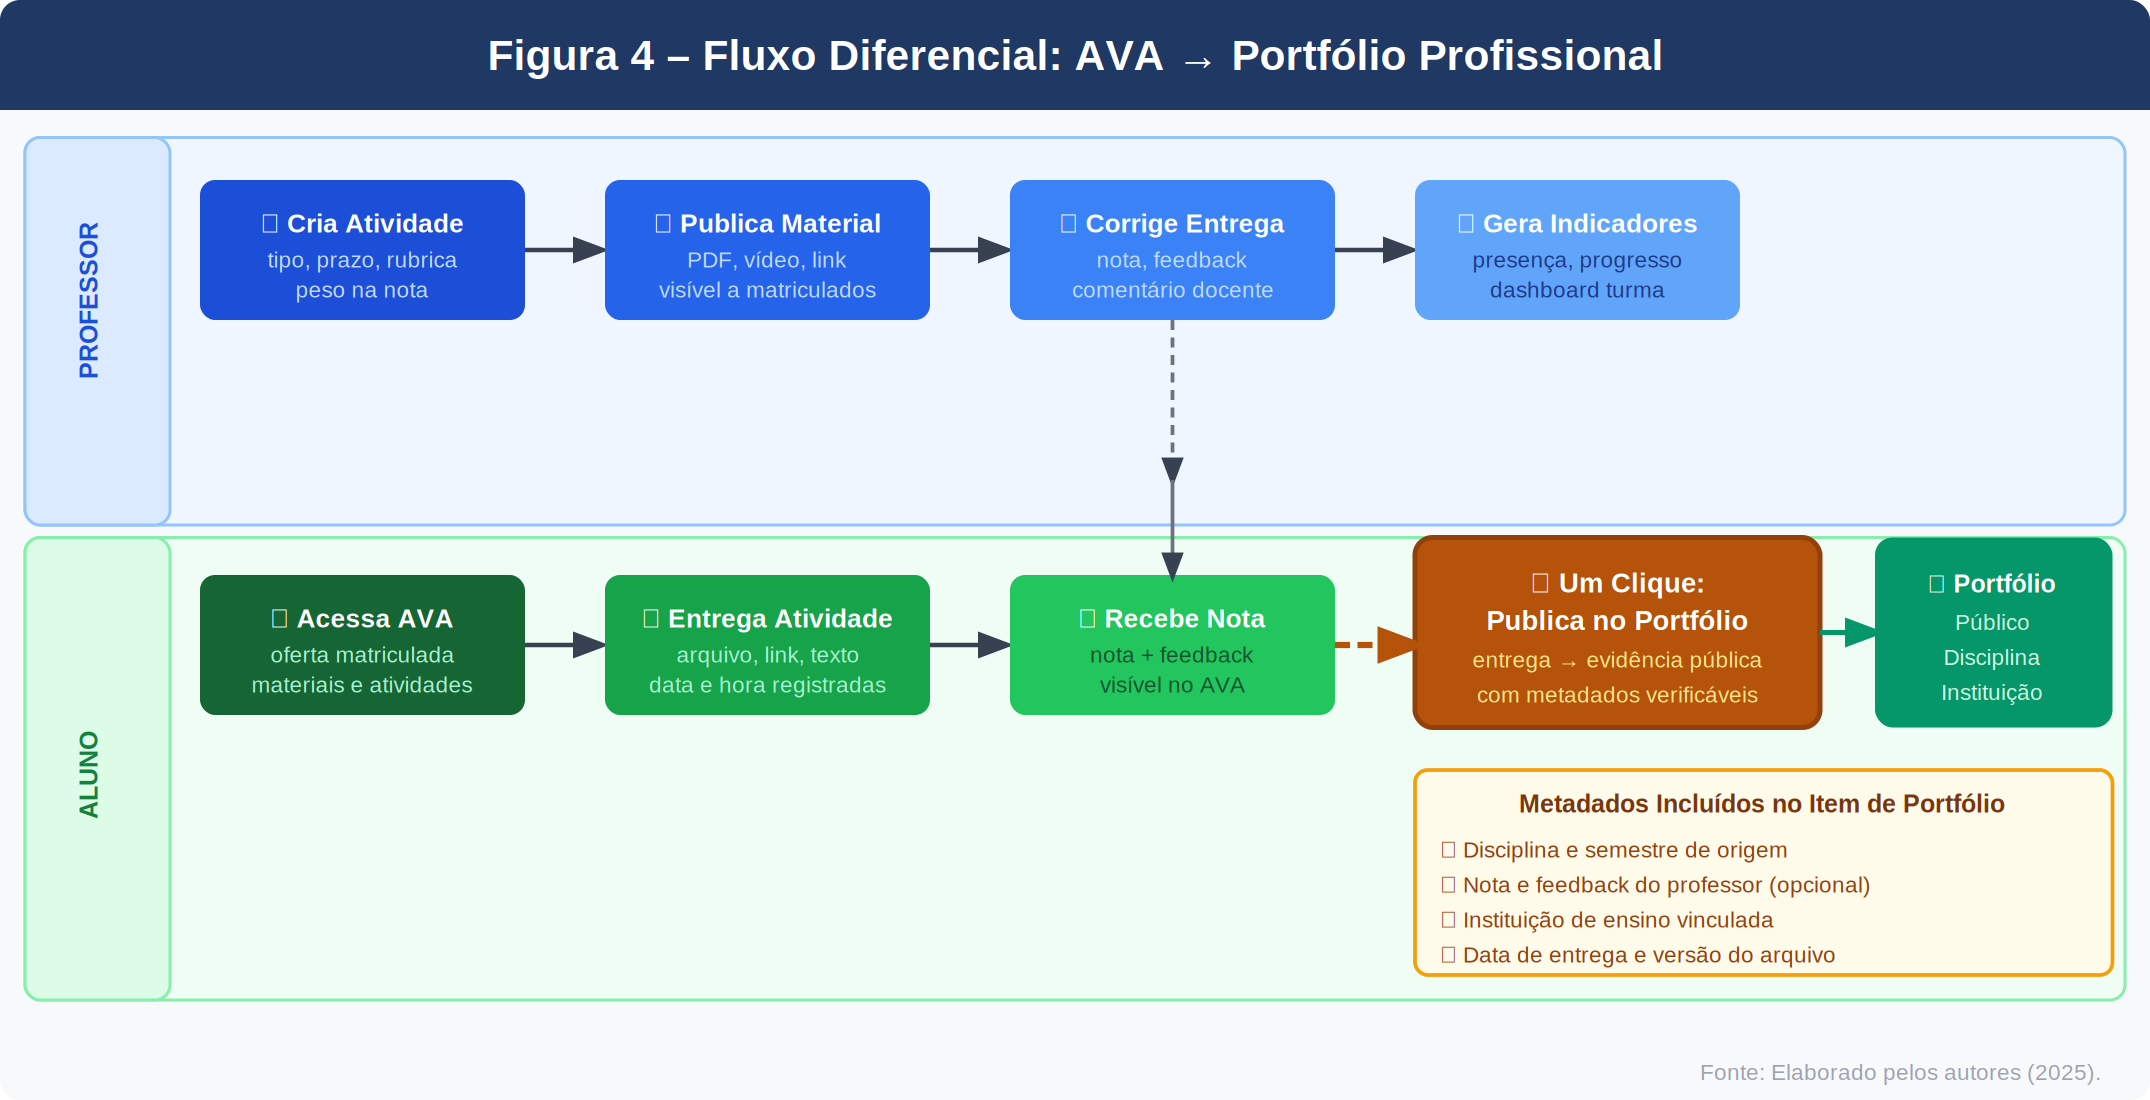 Figura 4 – Fluxo Diferencial: AVA → Portfólio Profissional
PROFESSOR
Cria Atividade
tipo, prazo, rubrica
peso na nota
Publica Material
PDF, vídeo, link
visível a matriculados
Corrige Entrega
nota, feedback
comentário docente
Gera Indicadores
presença, progresso
dashboard turma
ALUNO
Acessa AVA
oferta matriculada
materiais e atividades
Entrega Atividade
arquivo, link, texto
data e hora registradas
Recebe Nota
nota + feedback
visível no AVA
Um Clique:
Publica no Portfólio
entrega → evidência pública
com metadados verificáveis
Portfólio
Público
Disciplina
Instituição
Metadados Incluídos no Item de Portfólio
Disciplina e semestre de origem
Nota e feedback do professor (opcional)
Instituição de ensino vinculada
Data de entrega e versão do arquivo
Fonte: Elaborado pelos autores (2025).